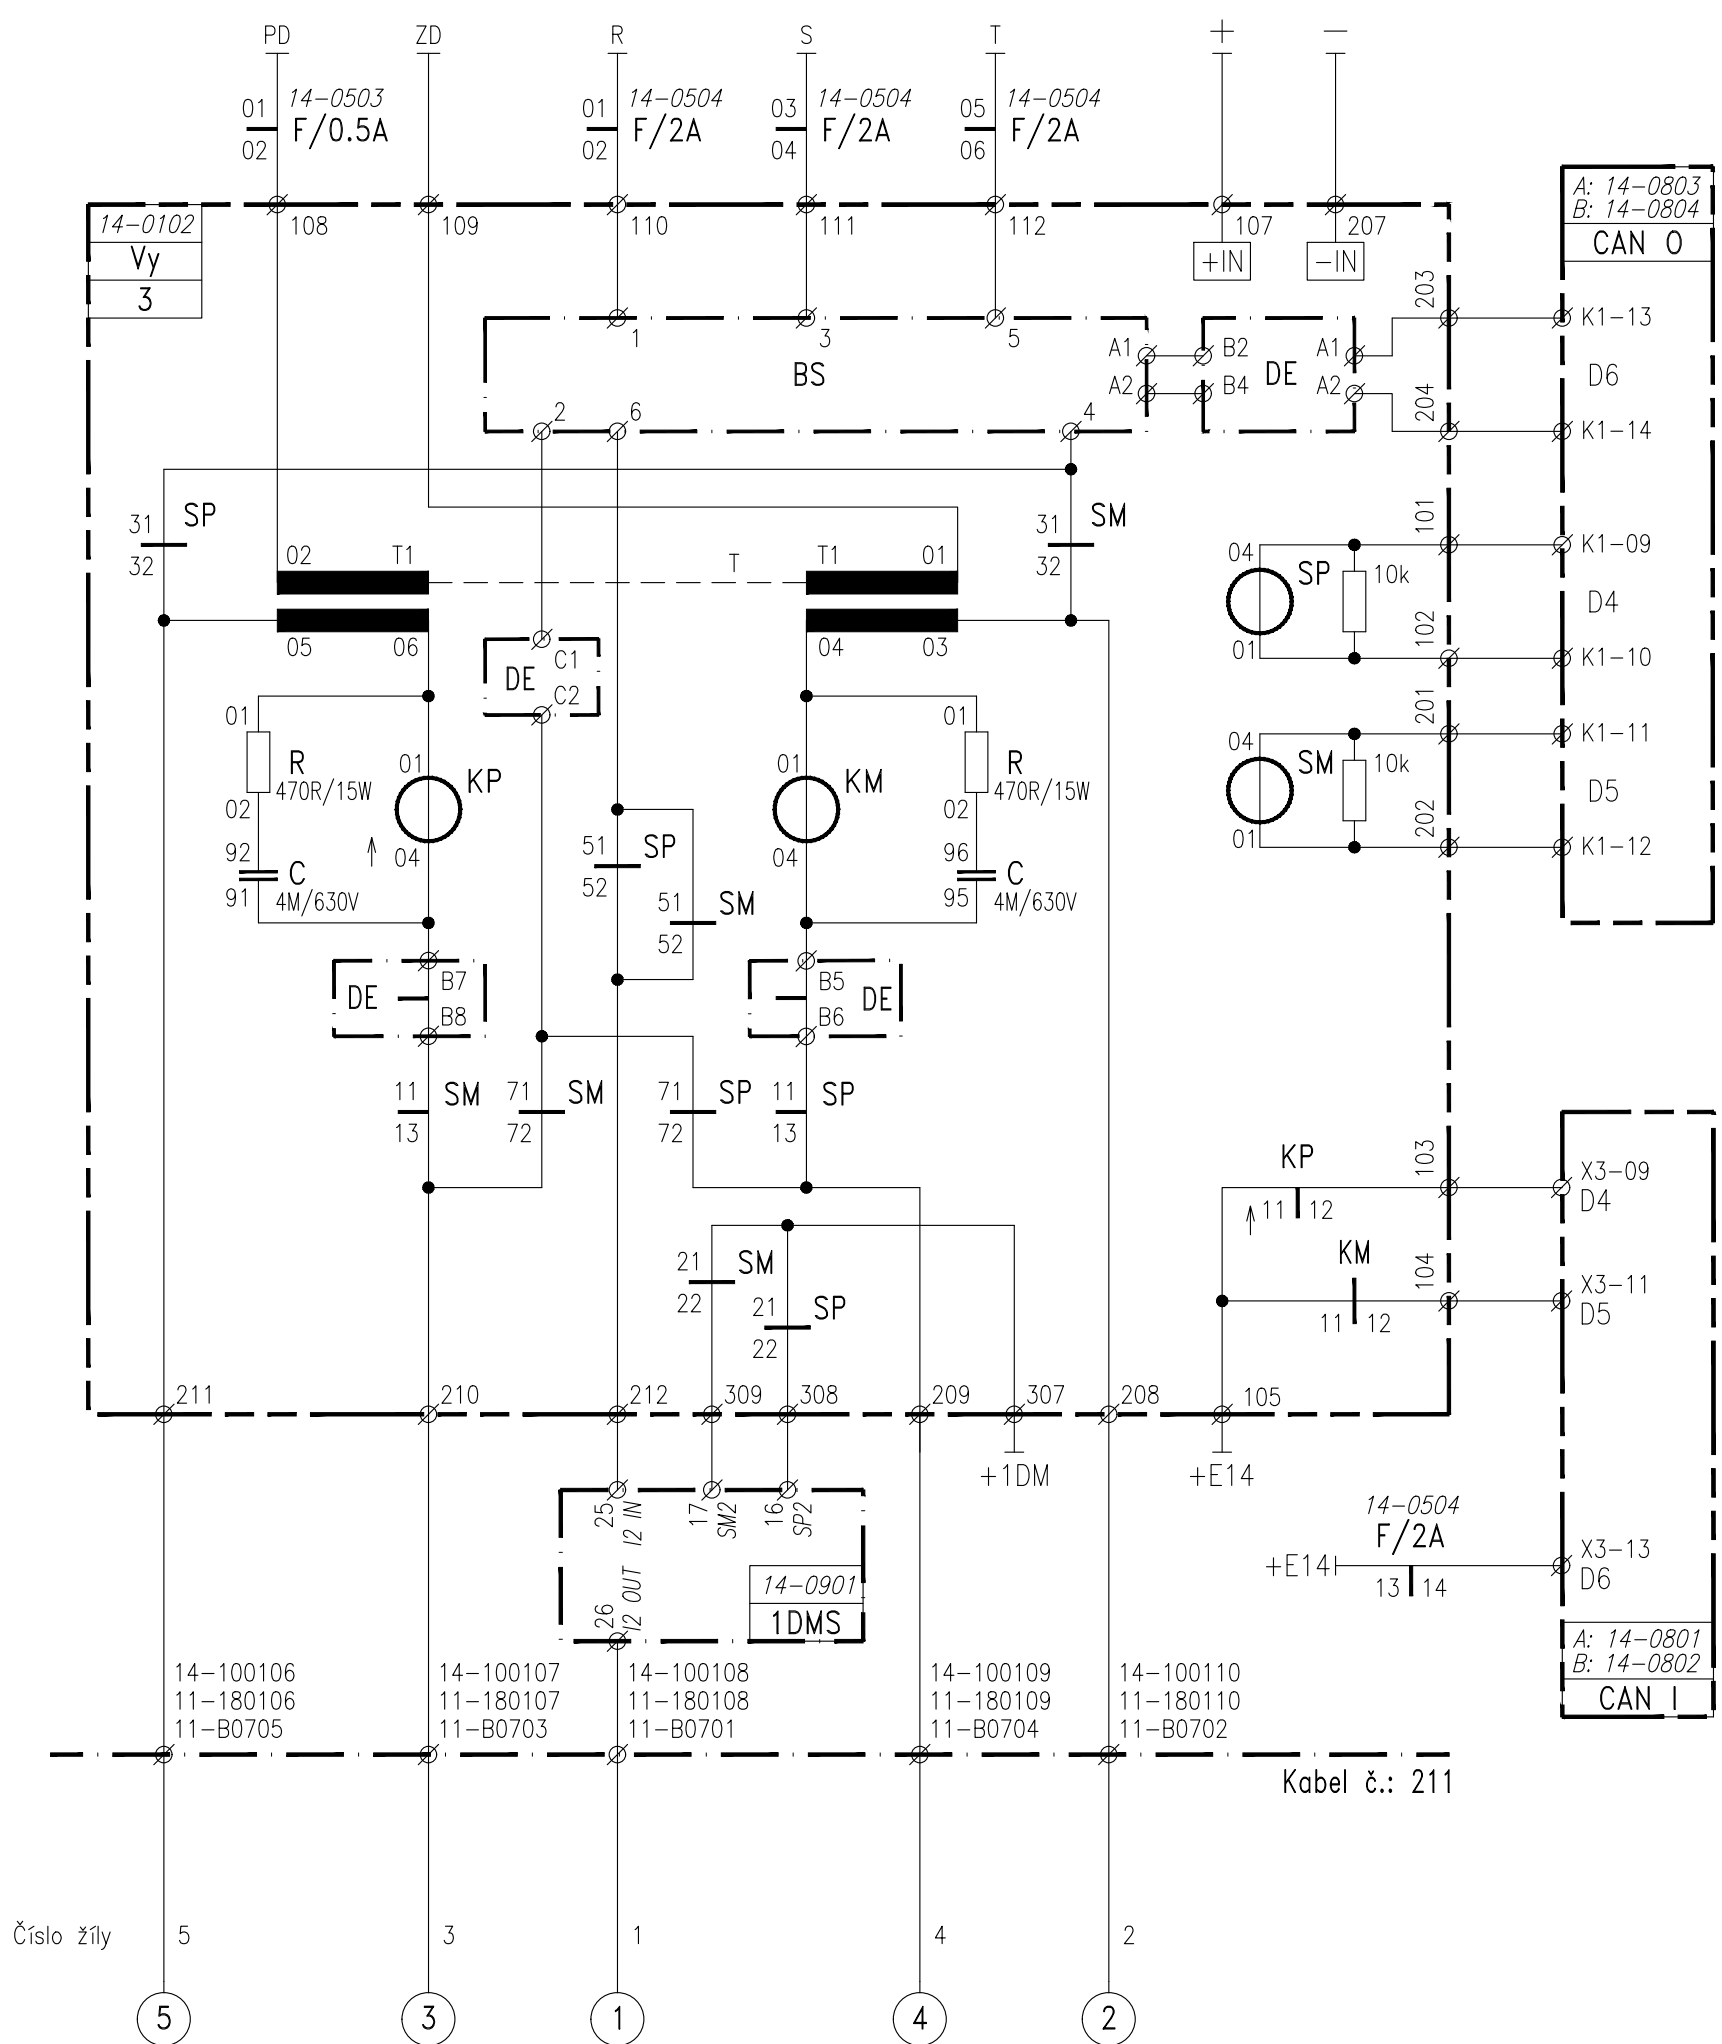 PD ZD R S T + −
01 14-0503 01 14-0504 03 14-0504 05 14-0504
F/0.5A F/2A F/2A F/2A
02 02 04 06
A: 14-0803
B: 14-0804
CAN O
14-0102
Vy
3
108 109 110 111 112 107 207
+IN -IN
203
K1-13
1 3 5
A1 B2 A1
BS DE D6
A2 B4 A2
204
2 6 4
K1-14
31 SP 31 SM
32 32
101
K1-09
02 T1 T T1 01
04 SP 10k D4
05 06 04 03
01
102
K1-10
C1
DE
C2
01 01
R 470R/15W
02
01 KP
04
92 C
91 4M/630V
01 KM
04
R 470R/15W
02
96 C
95 4M/630V
201
K1-11
04 SM 10k
D5
01
202
K1-12
51 SP
52
51 SM
52
B7
DE
B8
B5
DE
B6
11 SM 71 SM 71 SP 11 SP
13 72 72 13
KP 103
11 12
X3-09
D4
KM 104
11 12
X3-11
D5
21 SM
22
21 SP
22
211 210 212 309 308 209 307 208 105
+1DM +E14
25 I2 IN 17 SM2 16 SP2
26 I2 OUT
14-0901
1DMS
14-0504
F/2A
+E14
13 14
X3-13
D6
A: 14-0801
B: 14-0802
CAN I
14-100106 14-100107 14-100108 14-100109 14-100110
11-180106 11-180107 11-180108 11-180109 11-180110
11-B0705 11-B0703 11-B0701 11-B0704 11-B0702
Kabel č.: 211
Číslo žíly 5 3 1 4 2
5 3 1 4 2